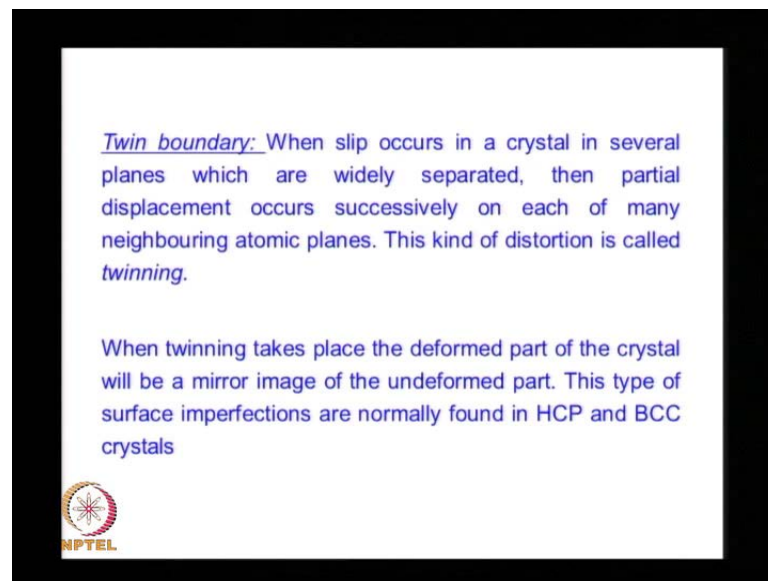 Twin boundary: When slip occurs in a crystal in several
planes which are widely separated, then partial
displacement occurs successively on each of many
neighbouring atomic planes. This kind of distortion is called
twinning.
When twinning takes place the deformed part of the crystal
will be a mirror image of the undeformed part. This type of
surface imperfections are normally found in HCP and BCC
crystals
NPTEL